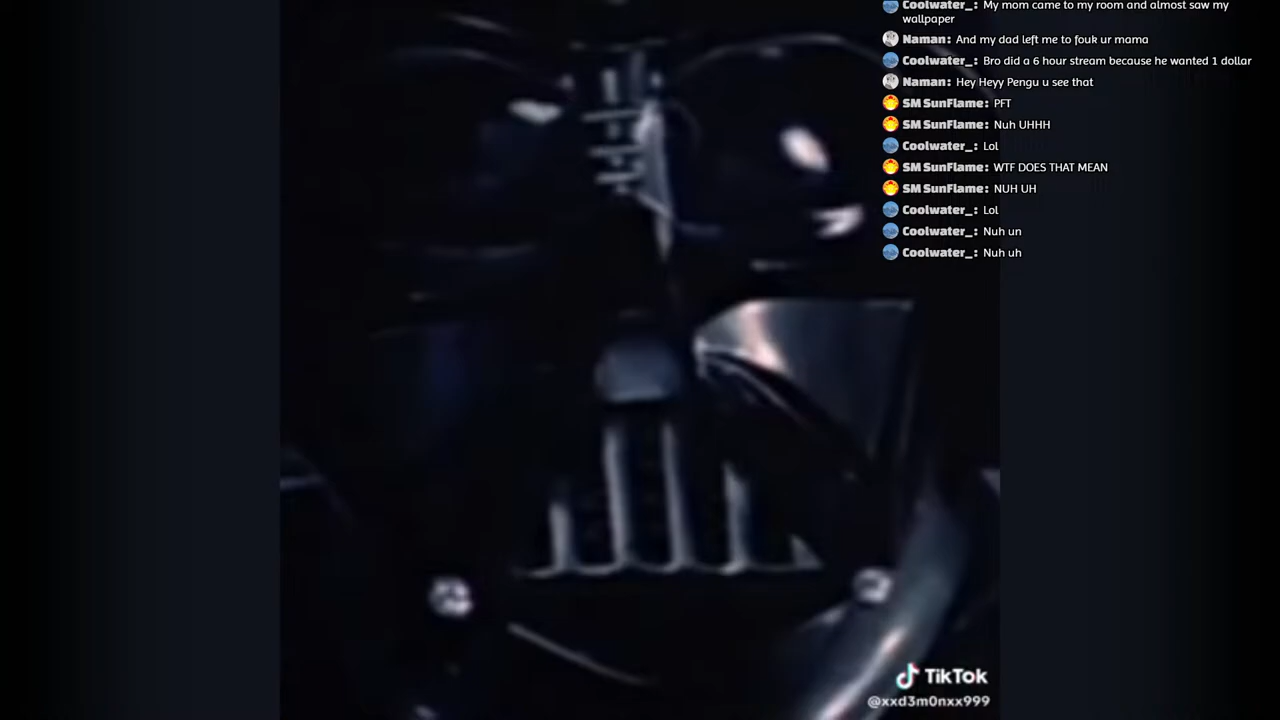 Coolwater_: My mom came to my room and almost saw my
wallpaper
Naman: And my dad left me to fouk ur mama
Coolwater_: Bro did a 6 hour stream because he wanted 1 dollar
Naman: Hey Heyy Pengu u see that
SM SunFlame: PFT
SM SunFlame: Nuh UHHH
Coolwater_: Lol
SM SunFlame: WTF DOES THAT MEAN
SM SunFlame: NUH UH
Coolwater_: Lol
Coolwater_: Nuh un
Coolwater_: Nuh uh
TikTok
@xxd3m0nxx999